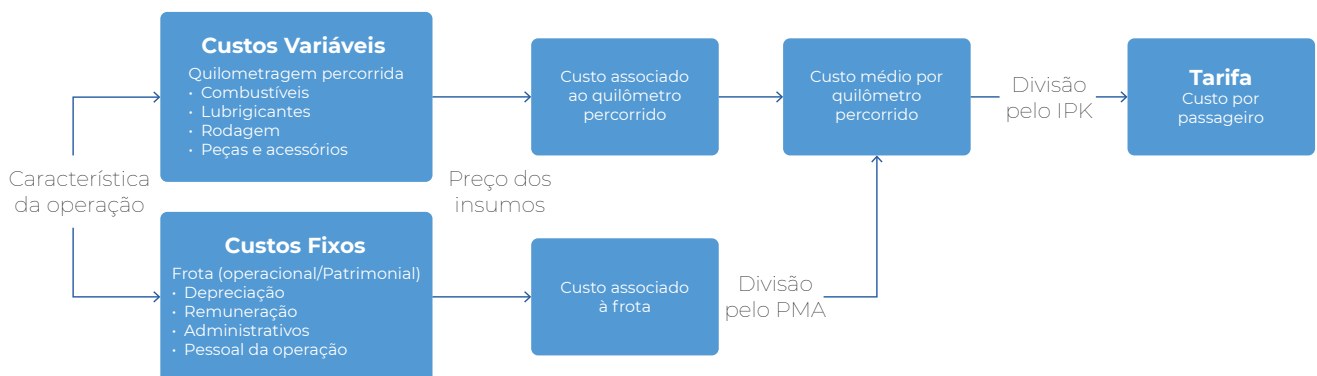 Característica
da operação
Custos Variáveis
Quilometragem percorrida
• Combustíveis
• Lubrigicantes
• Rodagem
• Peças e acessórios
Custos Fixos
Frota (operacional/Patrimonial)
• Depreciação
• Remuneração
• Administrativos
• Pessoal da operação
Preço dos
insumos
Custo associado
ao quilômetro
percorrido
Custo associado
à frota
Divisão
pelo PMA
Custo médio por
quilômetro
percorrido
Divisão
pelo IPK
Tarifa
Custo por
passageiro